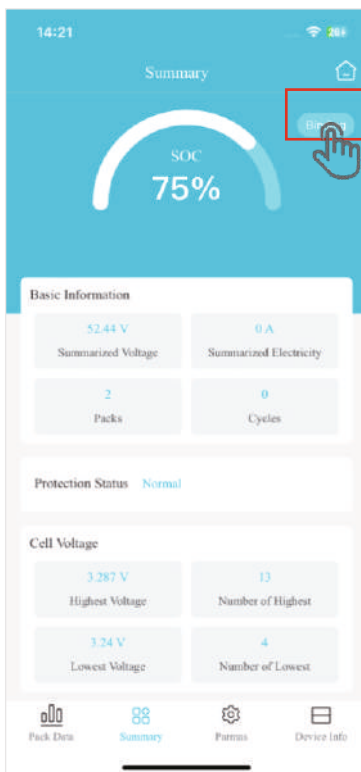 14:21
26+
Summary
SOC
75%
Basic Information
52.44 V
0 A
Summarized Voltage
Summarized Electricity
2
0
Packs
Cycles
Protection Status Normal
Cell Voltage
3.287 V
13
Highest Voltage
Number of Highest
3.24 V
4
Lowest Voltage
Number of Lowest
Pack Data
Summary
Device Info